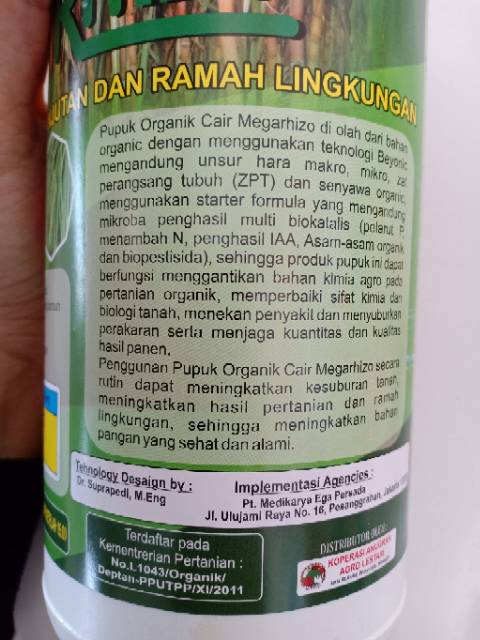 JUTAN DAN RAMAH LINGKUNGAN
Pupuk Organik Cair Megarhizo di olah dari bahan
organic dengan menggunakan teknologi Beyonic
mengandung unsur hara makro, mikro, zat
perangsang tubuh (ZPT) dan senyawa organic,
menggunakan starter formula yang mengandung
mikroba penghasil multi biokatalis (pelarut P,
menambah N, penghasil IAA, Asam-asam organik
dan biopestisida), sehingga produk pupuk ini dapat
berfungsi menggantikan bahan kimia agro pada
pertanian organik, memperbaiki sifat kimia dan
biologi tanah, menekan penyakit dan menyuburkan
perakaran serta menjaga kuantitas dan kualitas
hasil panen.
Penggunan Pupuk Organik Cair Megarhizo secara
rutin dapat meningkatkan kesuburan tanah,
meningkatkan hasil pertanian dan ramah
lingkungan, sehingga meningkatkan bahan
pangan yang sehat dan alami.
Tehnology Desaign by :
Dr. Suprapedi, M.Eng
Implementasi Agencies :
Pt. Medikarya Ega Persada
Jl. Ulujami Raya No. 16, Pesanggrahan, Jakarta
Terdaftar pada
Kementrerian Pertanian :
No.L1043/Organik/
Deptan-PPUTPP/XI/2011
DISTRIBUTOR OLEH :
KOPERASI ANUGRAH
AGRO LESTARI